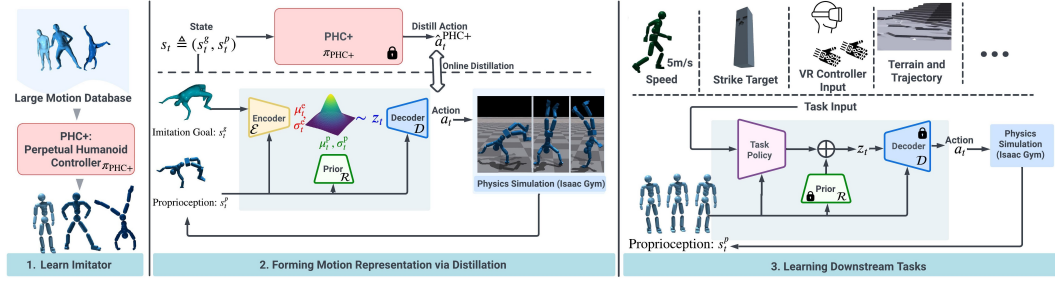 Large Motion Database
PHC+:
Perpetual Humanoid
Controller π_PHC+
1. Learn Imitator
State
s_t ≜ (s_t^g, s_t^p)
PHC+
π_PHC+
Distill Action
â_t^PHC+
Online Distillation
Imitation Goal: s_t^g
Encoder
ℰ
μ_t^e
σ_t^e
μ_t^p, σ_t^p
~ z_t
Decoder
𝒟
Action
a_t
Prior
ℛ
Proprioception: s_t^p
Physics Simulation (Isaac Gym)
2. Forming Motion Representation via Distillation
5m/s
Speed
Strike Target
VR Controller
Input
Terrain and
Trajectory
Task Input
Task
Policy
z_t
Decoder
𝒟
Action
a_t
Physics
Simulation
(Isaac Gym)
Prior
ℛ
Proprioception: s_t^p
3. Learning Downstream Tasks